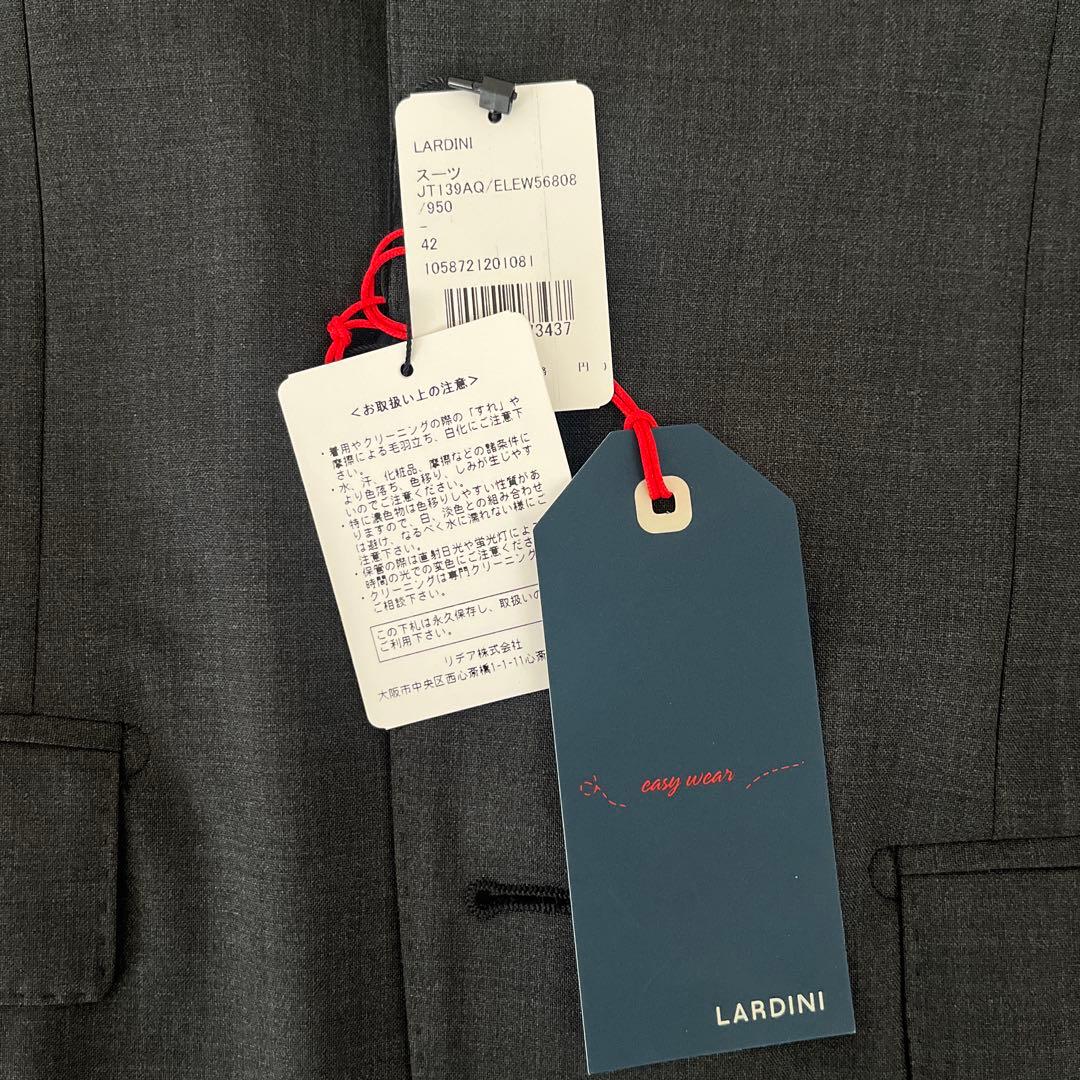 LARDINI
スーツ
JT139AQ/ELEW56808
/950
-
42
1058721201081
3437
円 )
<お取扱い上の注意>
・着用やクリーニングの際の「すれ」や
摩擦による毛羽立ち、白化にご注意下
さい。
・水、汗、化粧品、摩擦などの諸条件に
より色落ち、色移り、しみが生じやす
いのでご注意ください。
・特に濃色物は色移りしやすい性質があ
りますので、白、淡色との組み合わせ
は避け、なるべく水に濡れない様にご
注意下さい。
・保管の際は直射日光や蛍光灯によ
時間の光での変色にご注意くださ
・クリーニングは専門クリーニング
ご相談下さい。
この下札は永久保存し、取扱いの
ご利用下さい。
リデア株式会社
大阪市中央区西心斎橋1-1-11心斎
easy wear
LARDINI